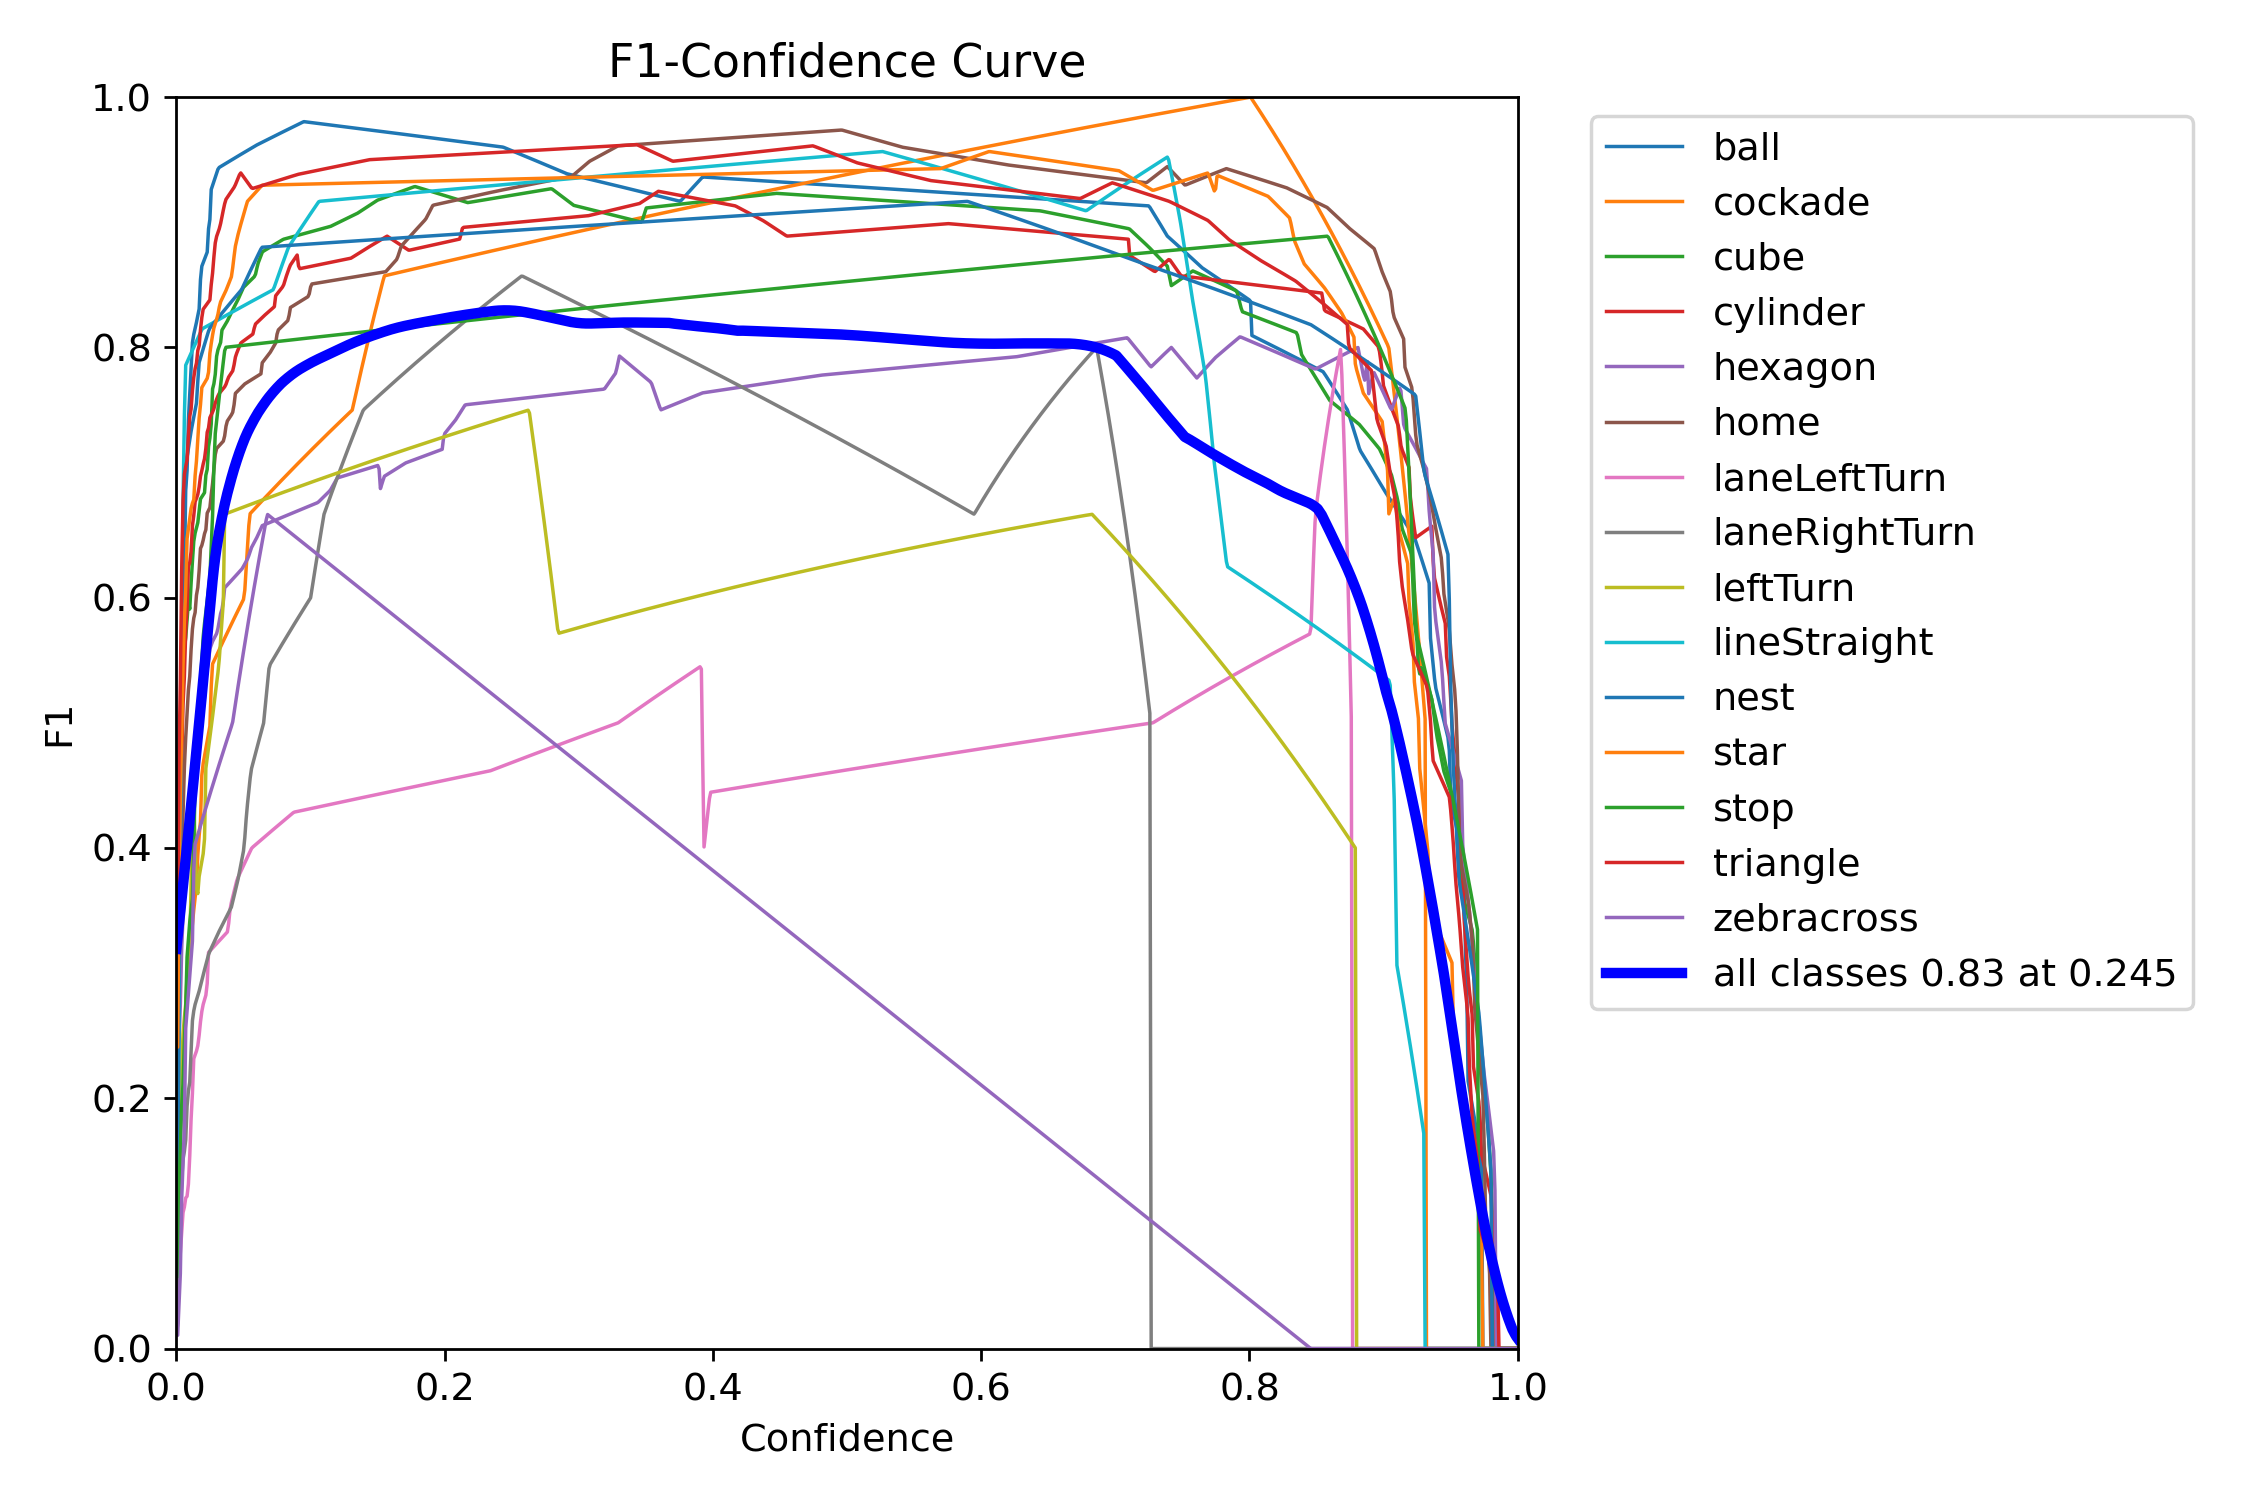 F1-Confidence Curve
1.0
0.8
0.6
0.4
0.2
0.0
F1
0.0 0.2 0.4 0.6 0.8 1.0
Confidence
ball
cockade
cube
cylinder
hexagon
home
laneLeftTurn
laneRightTurn
leftTurn
lineStraight
nest
star
stop
triangle
zebracross
all classes 0.83 at 0.245